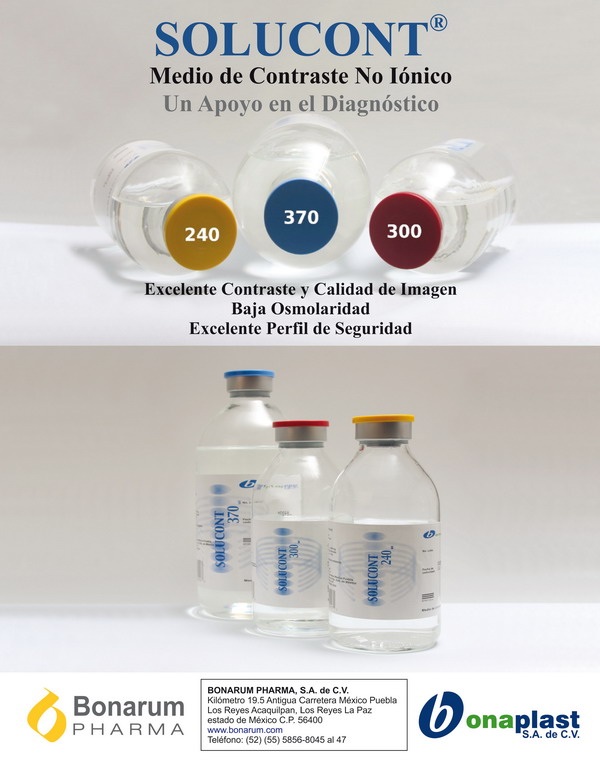 SOLUCONT®
Medio de Contraste No Iónico
Un Apoyo en el Diagnóstico
240
370
300
Excelente Contraste y Calidad de Imagen
Baja Osmolaridad
Excelente Perfil de Seguridad
SOLUCONT 370
SOLUCONT 300
SOLUCONT 240
Bonarum
PHARMA
BONARUM PHARMA, S.A. de C.V.
Kilómetro 19.5 Antigua Carretera México Puebla
Los Reyes Acaquilpan, Los Reyes La Paz
estado de México C.P. 56400
www.bonarum.com
Teléfono: (52) (55) 5856-8045 al 47
bonaplast
S.A. de C.V.